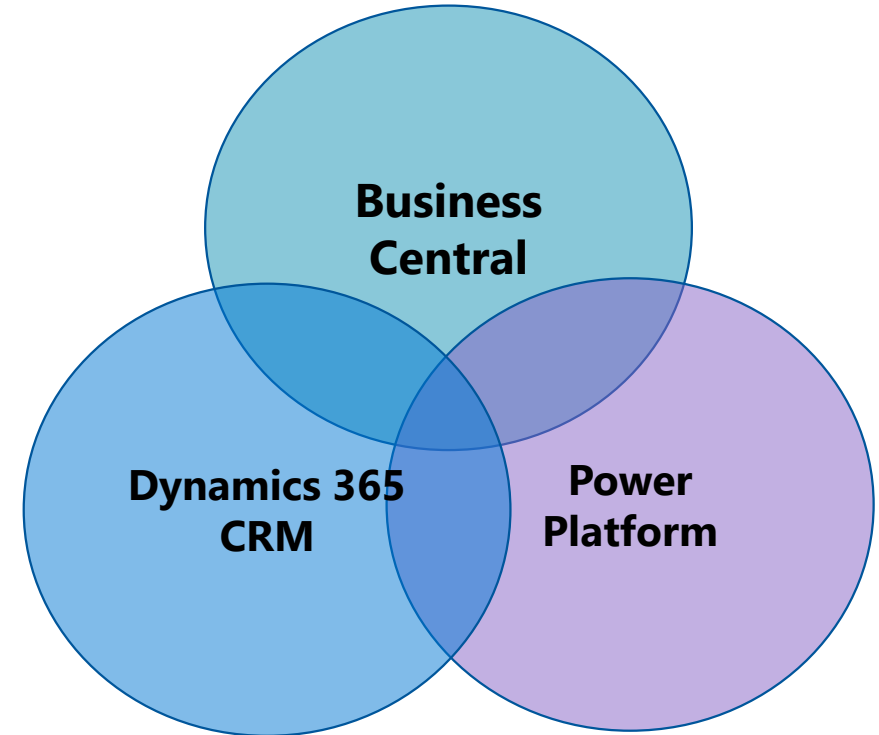 Business
Central
Dynamics 365
CRM
Power
Platform